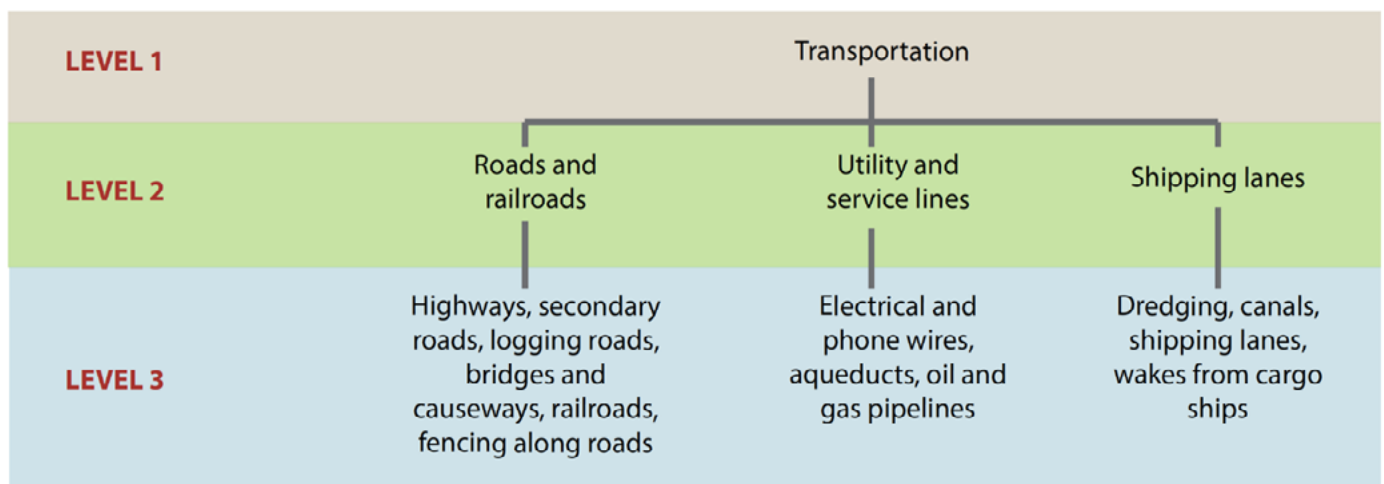 LEVEL 1
Transportation
LEVEL 2
Roads and
railroads
Utility and
service lines
Shipping lanes
LEVEL 3
Highways, secondary
roads, logging roads,
bridges and
causeways, railroads,
fencing along roads
Electrical and
phone wires,
aqueducts, oil and
gas pipelines
Dredging, canals,
shipping lanes,
wakes from cargo
ships